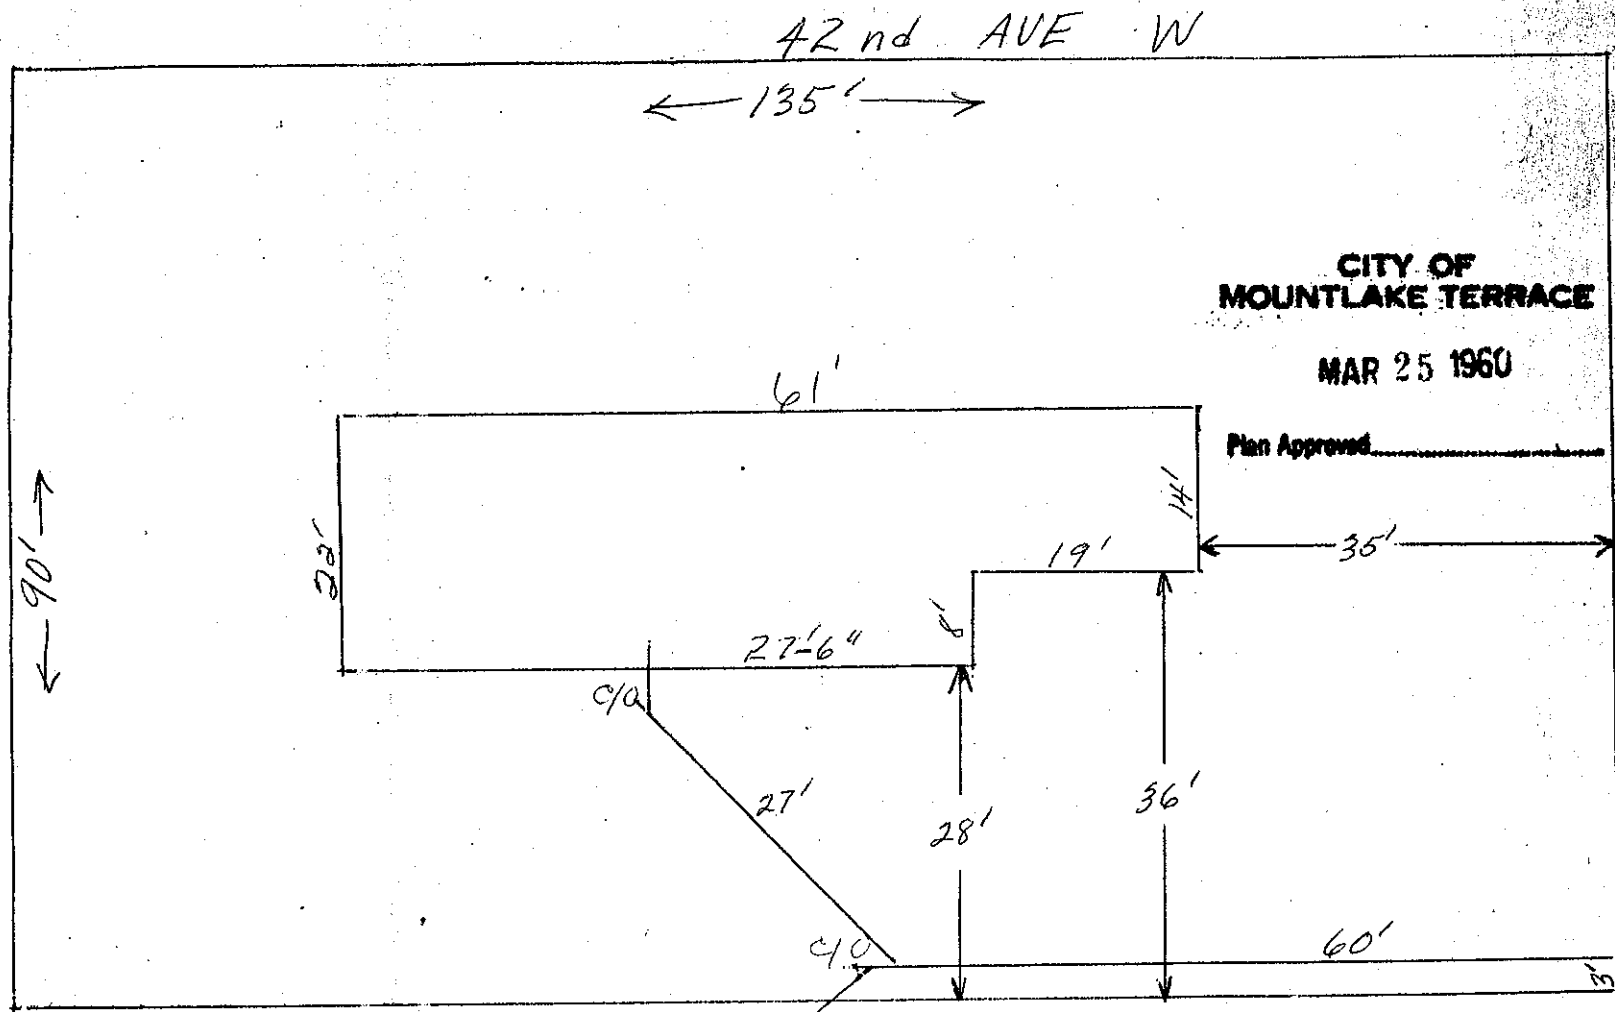 42nd AVE W
135'
CITY OF
MOUNTLAKE TERRACE
MAR 25 1960
61'
Plan Approved
90'
22'
14'
19'
35'
8'
27'-6"
c/o
27'
28'
36'
c/o
60'
3'